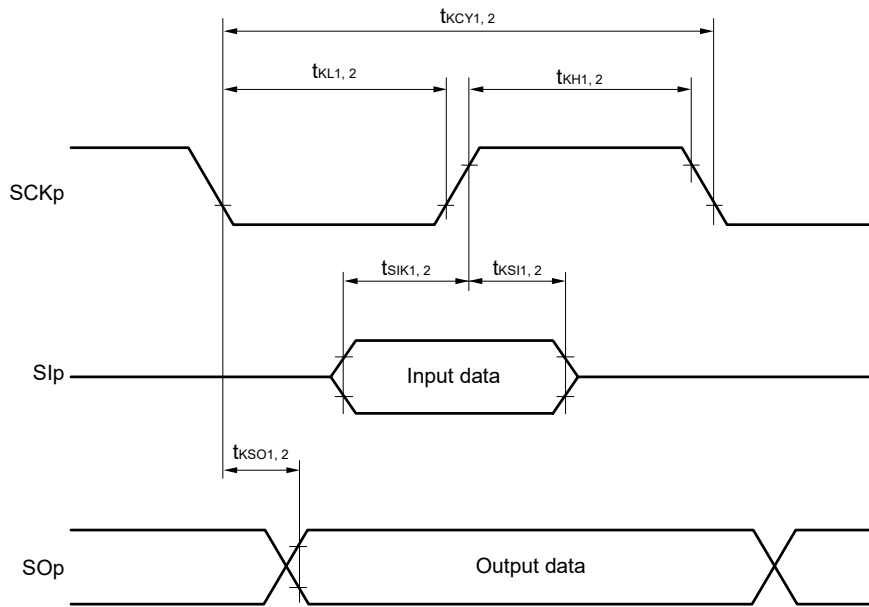 tKCY1, 2
tKL1, 2
tKH1, 2
SCKp
tSIK1, 2
tKSI1, 2
SIp
Input data
tKSO1, 2
SOp
Output data